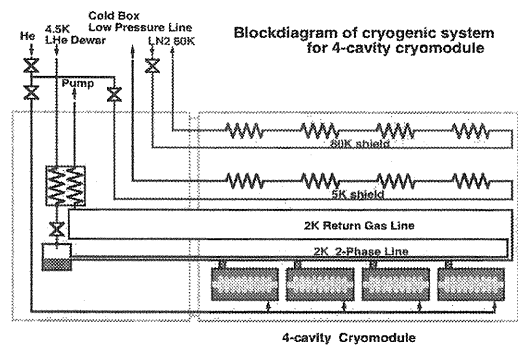 Blockdiagram of cryogenic system
for 4-cavity cryomodule
Cold Box
Low Pressure Line
He
4.5K
LHe Dewar
LN2 80K
Pump
80K shield
5K shield
2K Return Gas Line
2K 2-Phase Line
4-cavity Cryomodule